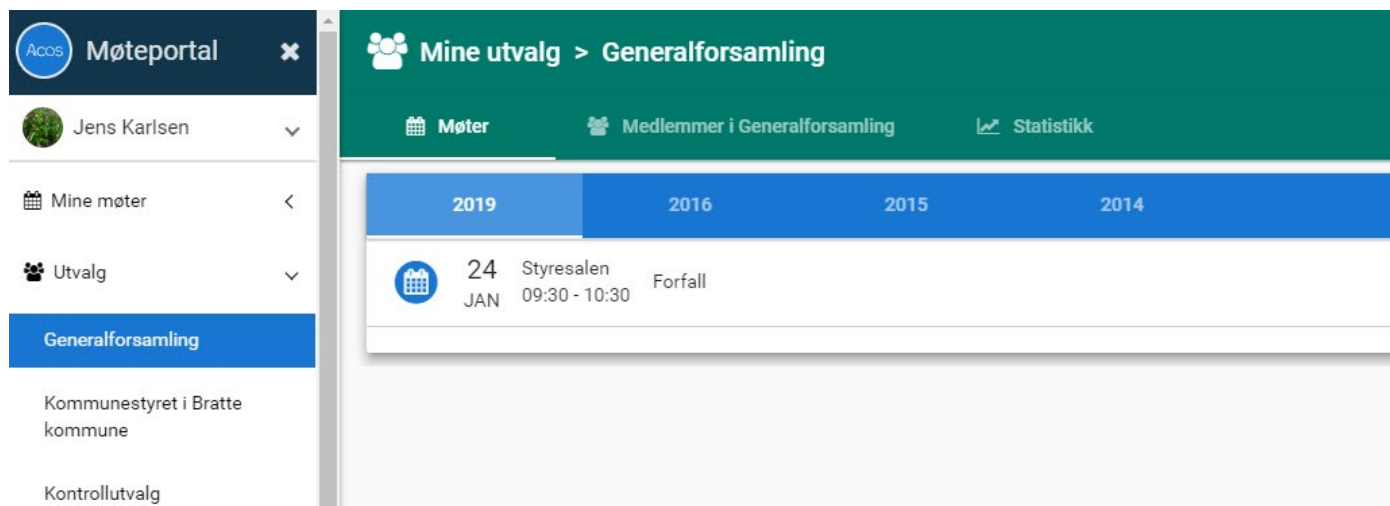 Acos Møteportal
Jens Karlsen
Mine møter
Utvalg
Generalforsamling
Kommunestyret i Bratte
kommune
Kontrollutvalg
Mine utvalg > Generalforsamling
Møter Medlemmer i Generalforsamling Statistikk
2019 2016 2015 2014
24 Styresalen Forfall
JAN 09:30 - 10:30